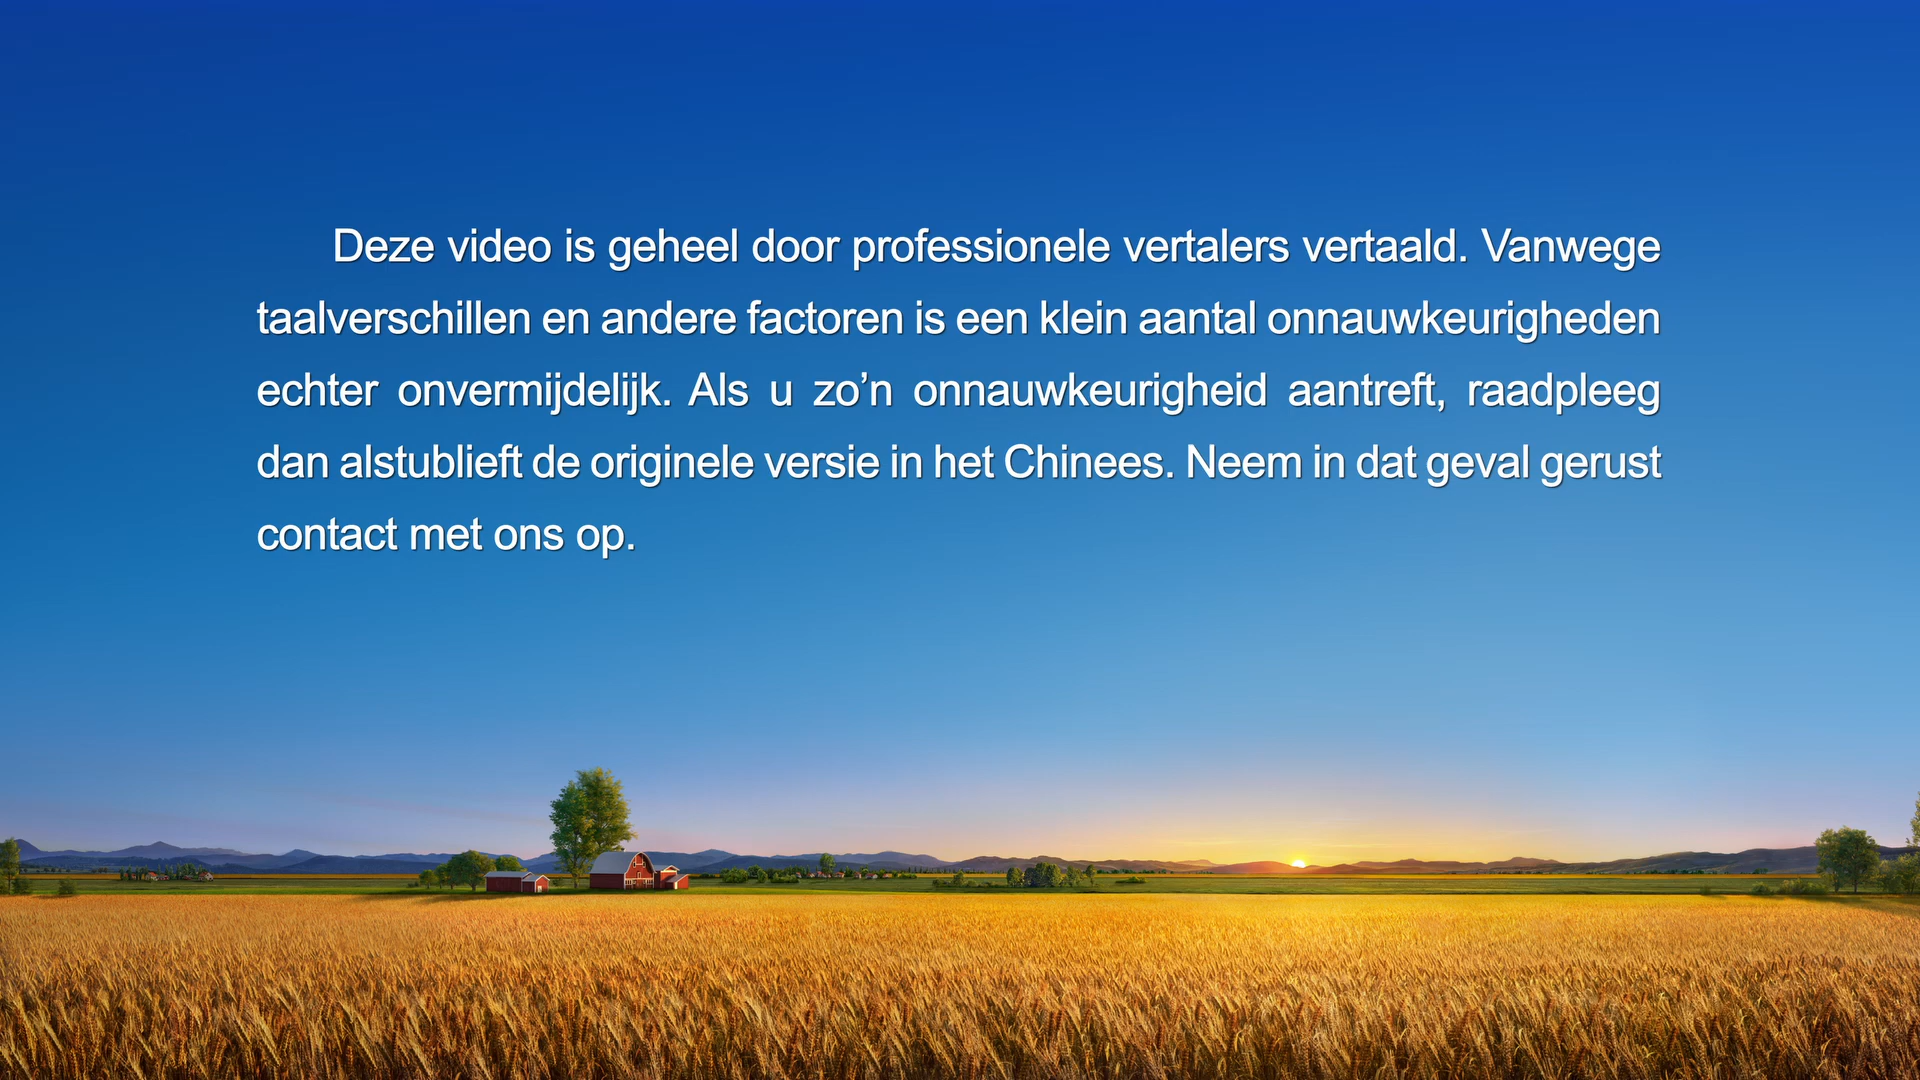 Deze video is geheel door professionele vertalers vertaald. Vanwege
taalverschillen en andere factoren is een klein aantal onnauwkeurigheden
echter onvermijdelijk. Als u zo’n onnauwkeurigheid aantreft, raadpleeg
dan alstublieft de originele versie in het Chinees. Neem in dat geval gerust
contact met ons op.